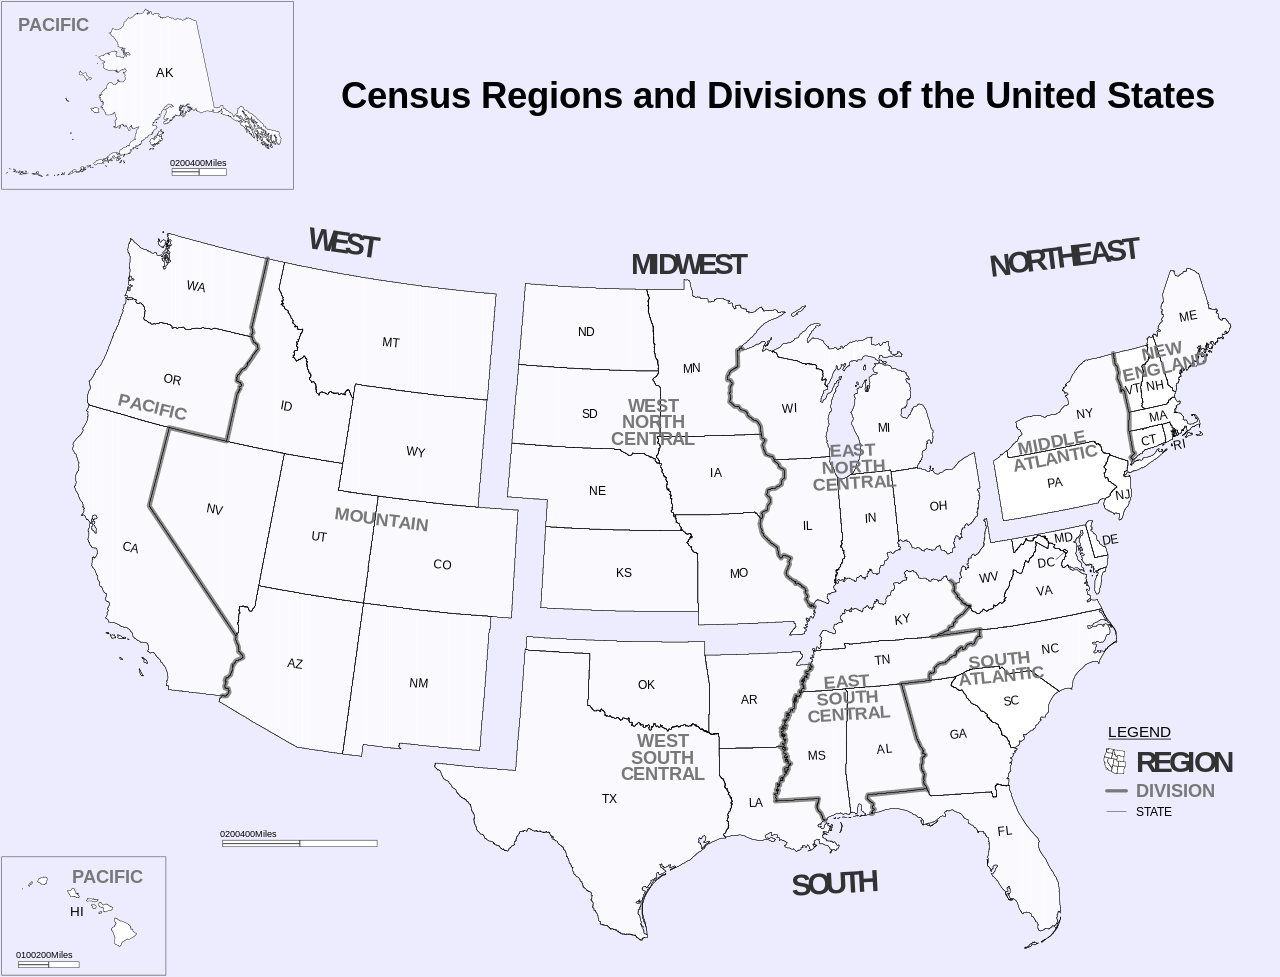 PACIFIC
AK
0200400Miles
Census Regions and Divisions of the United States
WEST
MIDWEST
NORTHEAST
WA
MT
OR
ID
PACIFIC
WY
NV
UT
MOUNTAIN
CA
CO
AZ
NM
ND
MN
SD
WEST
NORTH
CENTRAL
WI
MI
EAST
NORTH
CENTRAL
IA
NE
IL
IN
OH
KS
MO
ME
NEW
ENGLAND
VT
NH
NY
MA
CT
RI
MIDDLE
ATLANTIC
PA
NJ
MD
DE
DC
WV
VA
KY
NC
TN
SOUTH
ATLANTIC
SC
EAST
SOUTH
CENTRAL
OK
AR
GA
MS
AL
WEST
SOUTH
CENTRAL
TX
LA
FL
SOUTH
LEGEND
REGION
DIVISION
STATE
0200400Miles
PACIFIC
HI
0100200Miles